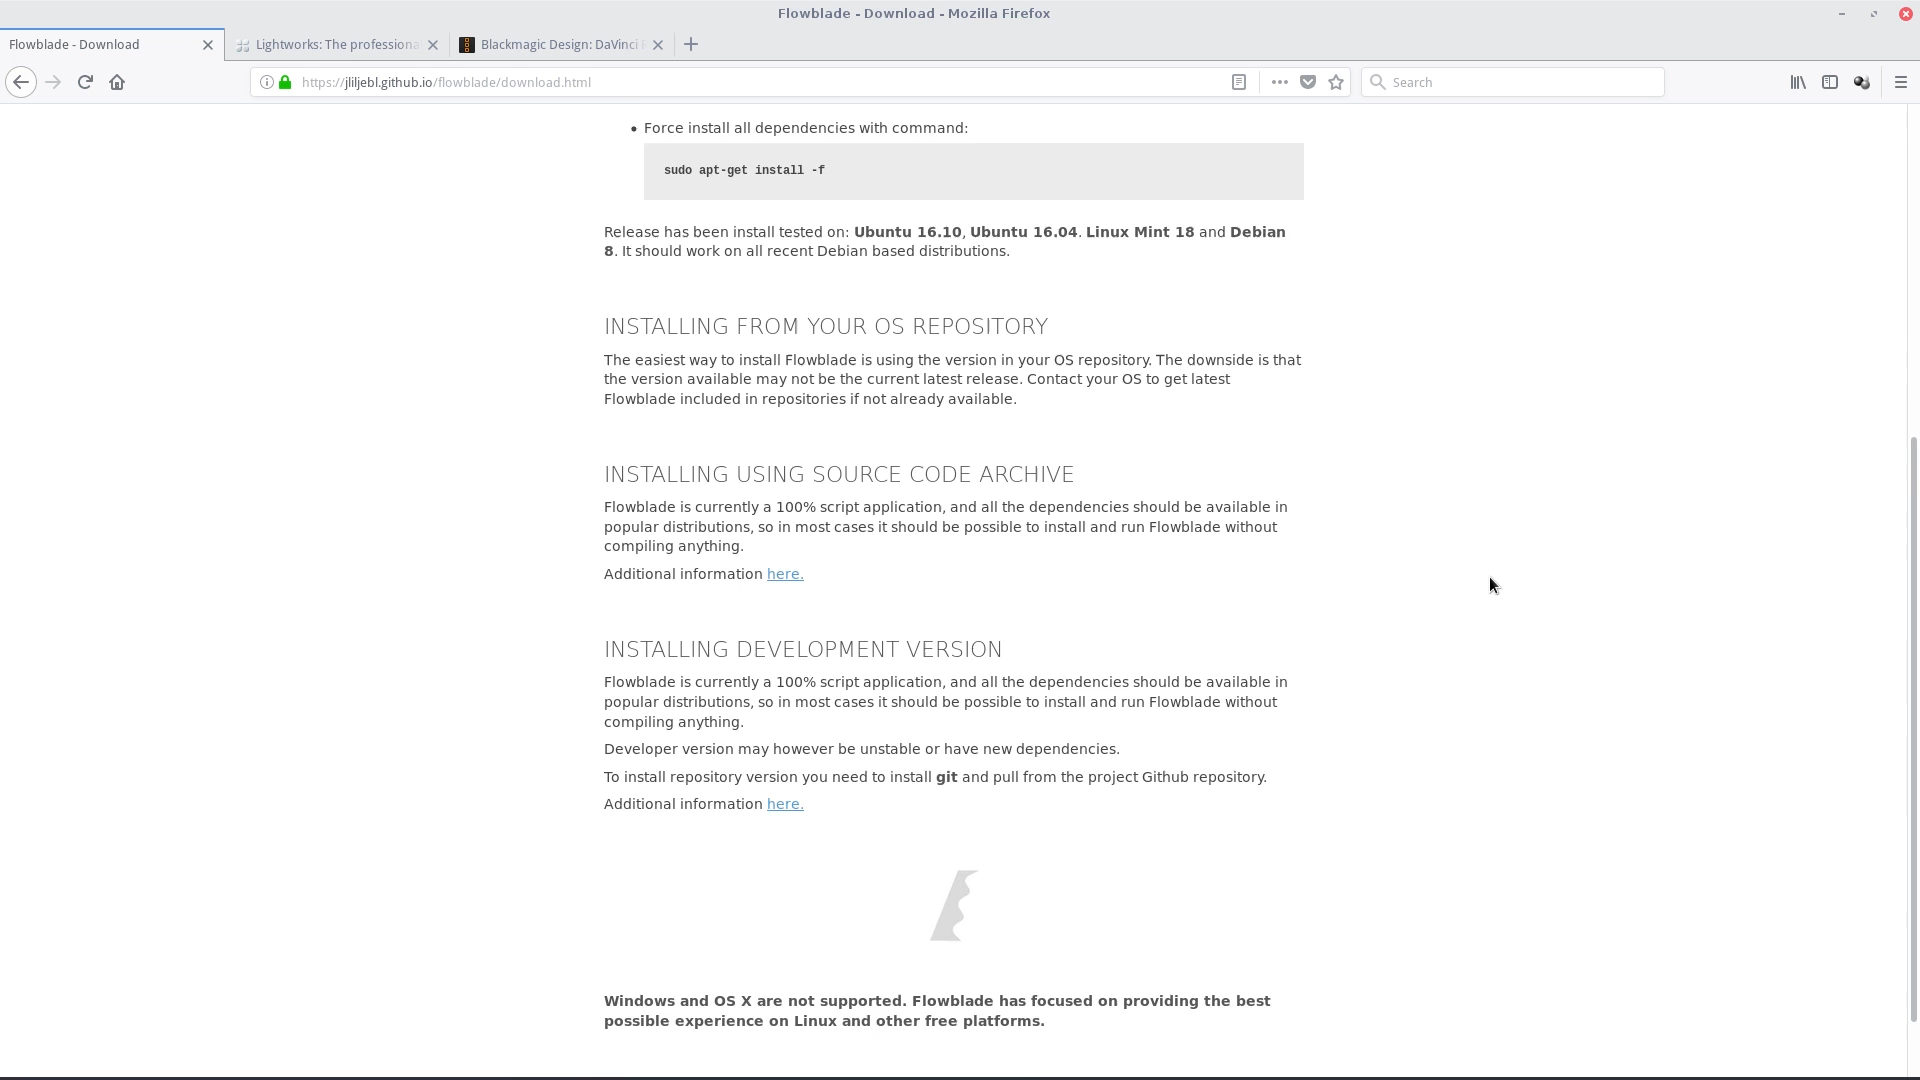 Flowblade - Download - Mozilla Firefox
Flowblade - Download
Lightworks: The professiona
Blackmagic Design: DaVinci
https://jliljebl.github.io/flowblade/download.html
Search
• Force install all dependencies with command:
sudo apt-get install -f
Release has been install tested on: Ubuntu 16.10, Ubuntu 16.04. Linux Mint 18 and Debian
8. It should work on all recent Debian based distributions.
INSTALLING FROM YOUR OS REPOSITORY
The easiest way to install Flowblade is using the version in your OS repository. The downside is that
the version available may not be the current latest release. Contact your OS to get latest
Flowblade included in repositories if not already available.
INSTALLING USING SOURCE CODE ARCHIVE
Flowblade is currently a 100% script application, and all the dependencies should be available in
popular distributions, so in most cases it should be possible to install and run Flowblade without
compiling anything.
Additional information here.
INSTALLING DEVELOPMENT VERSION
Flowblade is currently a 100% script application, and all the dependencies should be available in
popular distributions, so in most cases it should be possible to install and run Flowblade without
compiling anything.
Developer version may however be unstable or have new dependencies.
To install repository version you need to install git and pull from the project Github repository.
Additional information here.
Windows and OS X are not supported. Flowblade has focused on providing the best
possible experience on Linux and other free platforms.